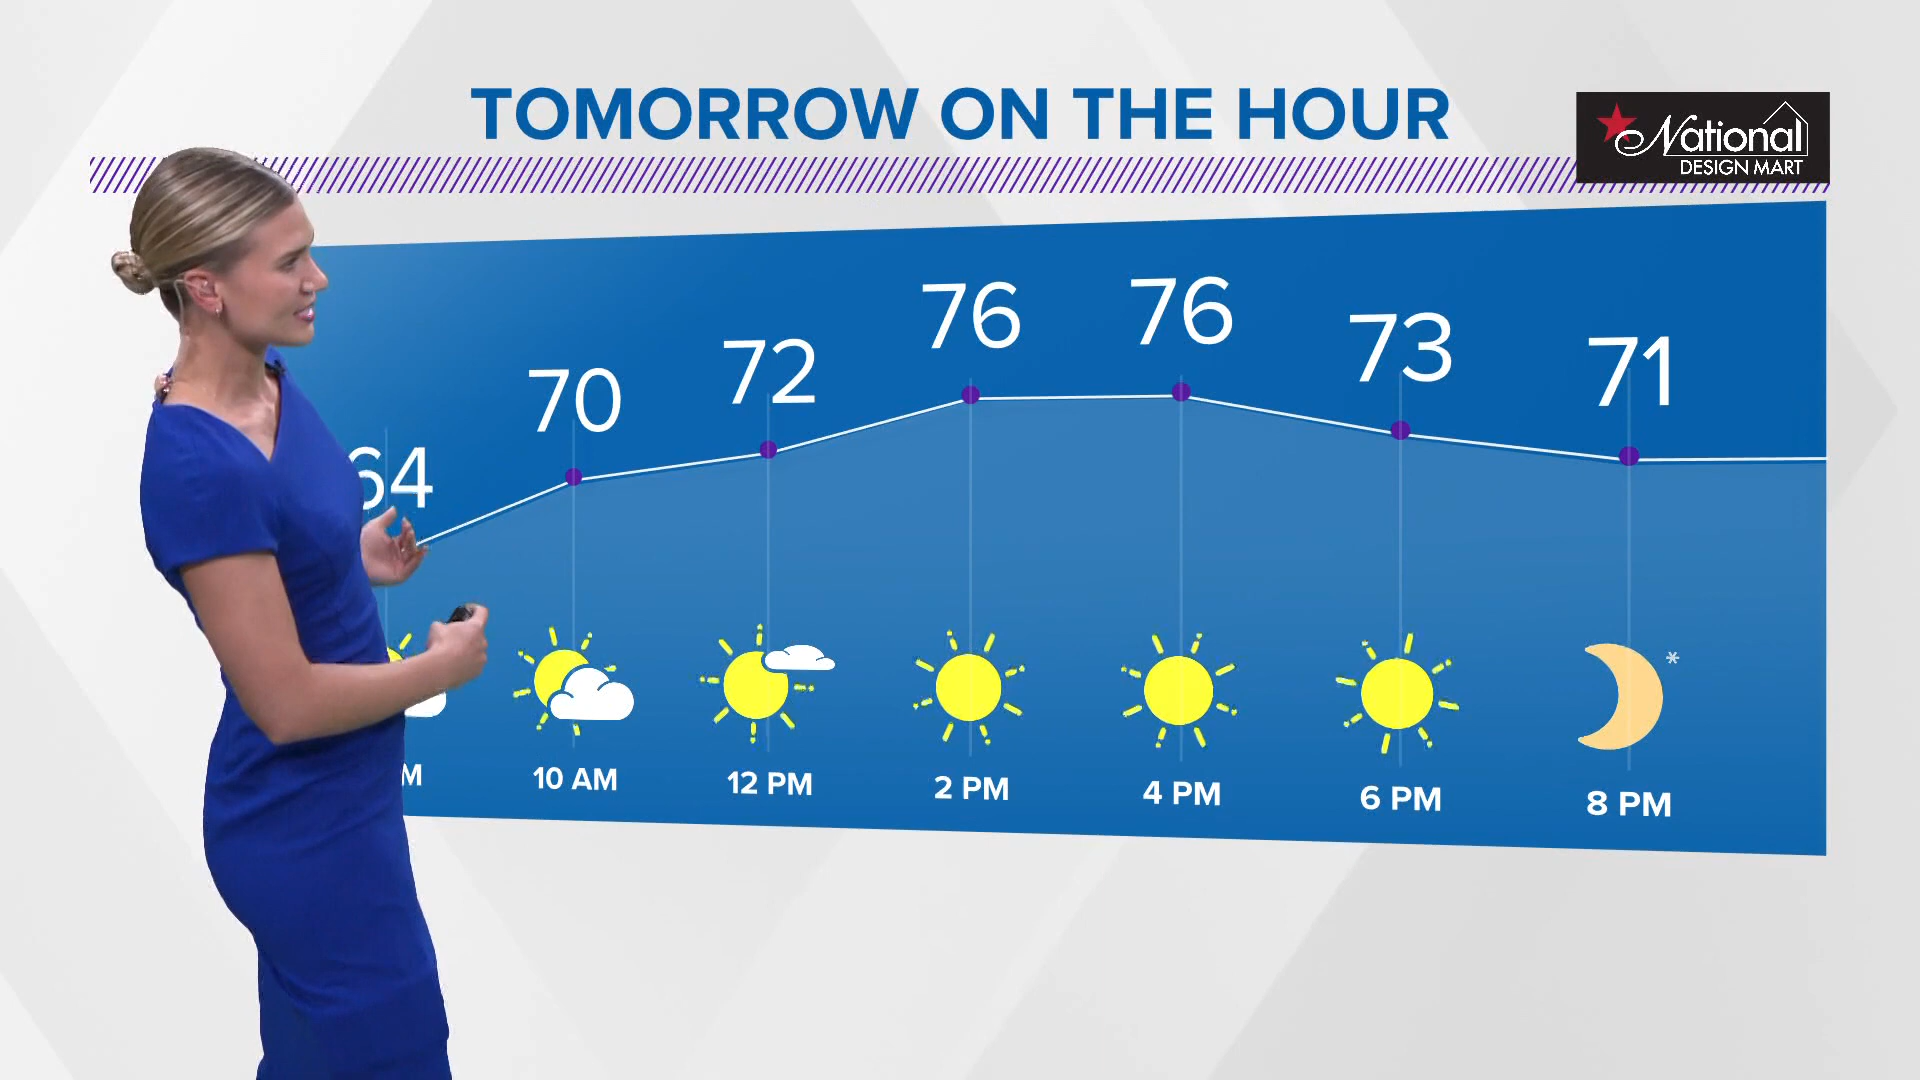 TOMORROW ON THE HOUR
National
DESIGN MART
64 70 72 76 76 73 71
10 AM 12 PM 2 PM 4 PM 6 PM 8 PM